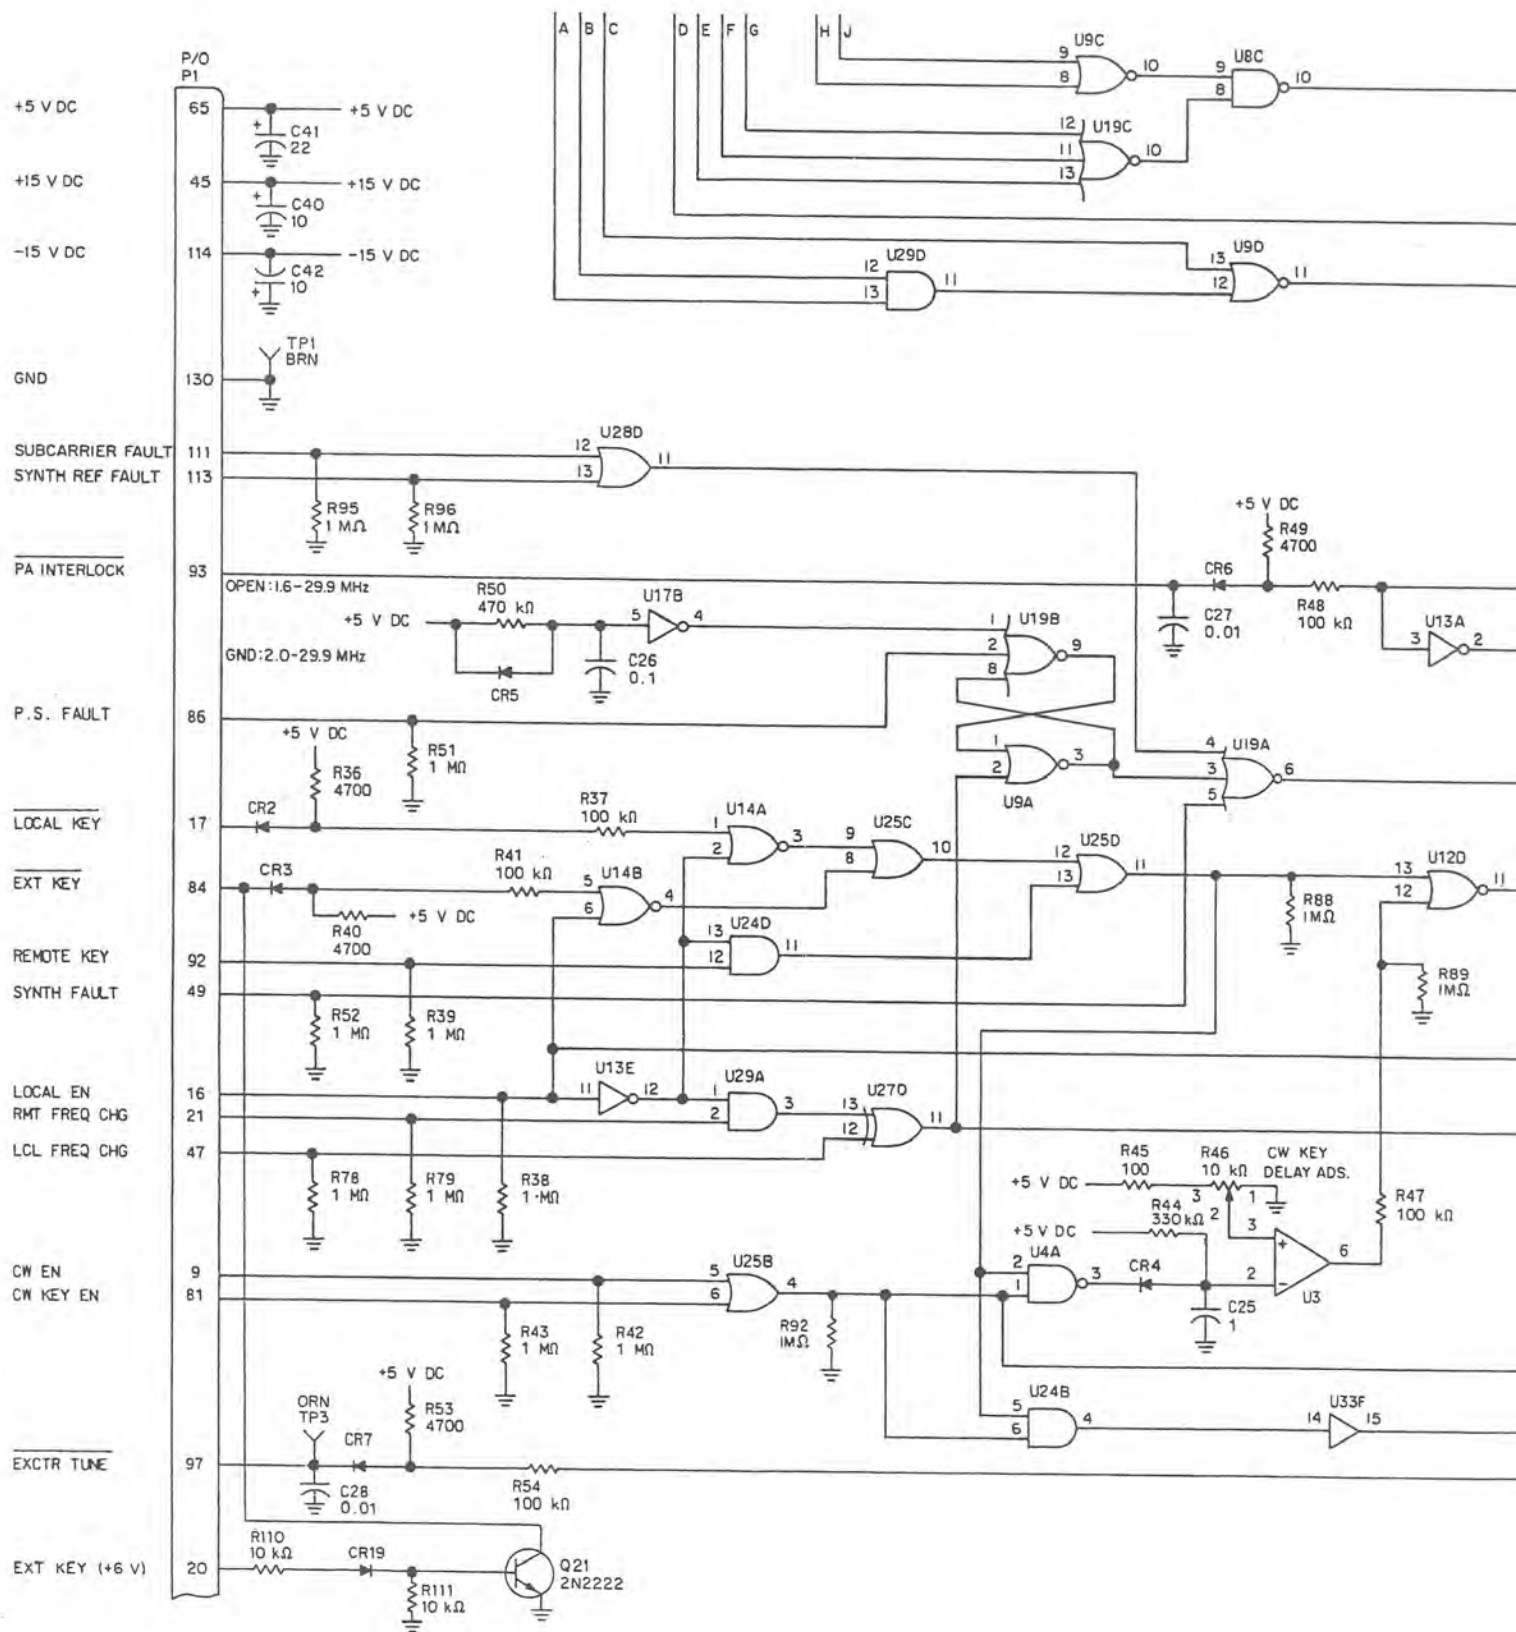 A B C D E F G H J
U9C
9 8 10
U8C
9 8 10
P/O
P1
+5 V DC 65 +5 V DC
C41
22
+
U19C
12 11 13 10
+15 V DC 45 +15 V DC
+
C40
10
-15 V DC 114 -15 V DC
C42
10
+
U29D
12 13 11
U9D
13 12 11
TP1
BRN
GND 130
U28D
SUBCARRIER FAULT 111 12 11
SYNTH REF FAULT 113 13
R95
1 MΩ
R96
1 MΩ
+5 V DC
R49
4700
PA INTERLOCK 93
OPEN:1.6-29.9 MHz
CR6
R50
470 kΩ
U17B
+5 V DC 5 4
C27
0.01
R48
100 kΩ
U13A
3 2
U19B
1 2 8 9
GND:2.0-29.9 MHz
C26
0.1
CR5
P.S. FAULT 86
+5 V DC
R36
4700
R51
1 MΩ
1 2 3
U9A
4 3 5 U19A 6
LOCAL KEY 17
CR2
R37
100 kΩ
U14A
1 2 3
U25C
9 8 10
U25D
12 13 11
U12D
13 12 11
EXT KEY 84
CR3
R41
100 kΩ
U14B
5 6 4
R40
4700
+5 V DC
U24D
13 12 11
R88
1MΩ
REMOTE KEY 92
SYNTH FAULT 49
R89
1MΩ
R52
1 MΩ
R39
1 MΩ
LOCAL EN 16
U13E
11 12
U29A
1 2 3
U27D
13 12 11
RMT FREQ CHG 21
LCL FREQ CHG 47
R78
1 MΩ
R79
1 MΩ
R38
1 MΩ
R45
100
R46
10 kΩ
CW KEY
DELAY ADS.
+5 V DC 3 1 2
R44
330kΩ
+5 V DC
R47
100 kΩ
3 + 2 - 6
U3
CW EN 9
CW KEY EN 81
U25B
5 6 4
U4A
2 1 3
CR4
C25
1
R43
1 MΩ
R42
1 MΩ
R92
1MΩ
+5 V DC
R53
4700
ORN
TP3
CR7
U24B
5 6 4
U33F
14 15
EXCTR TUNE 97
C28
0.01
R54
100 kΩ
R110
10 kΩ
CR19
EXT KEY (+6 V) 20
R111
10 kΩ
Q21
2N2222